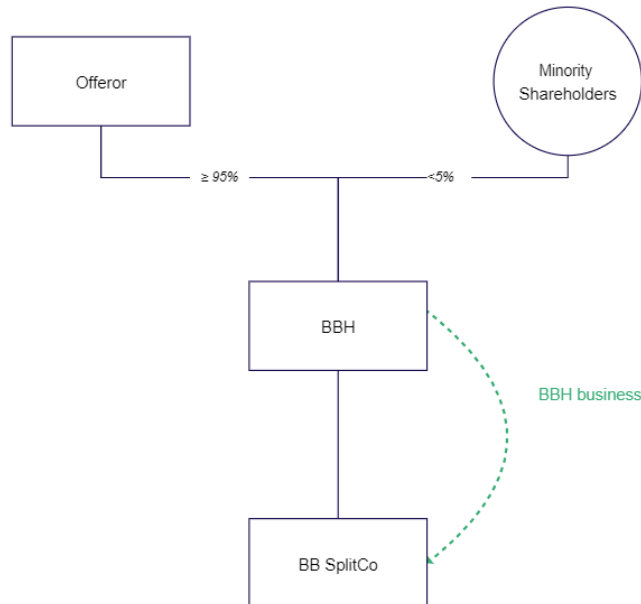 Offeror
Minority
Shareholders
≥ 95%
<5%
BBH
BBH business
BB SplitCo